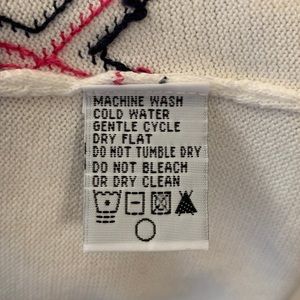 MACHINE WASH
COLD WATER
GENTLE CYCLE
DRY FLAT
DO NOT TUMBLE DRY
DO NOT BLEACH
OR DRY CLEAN